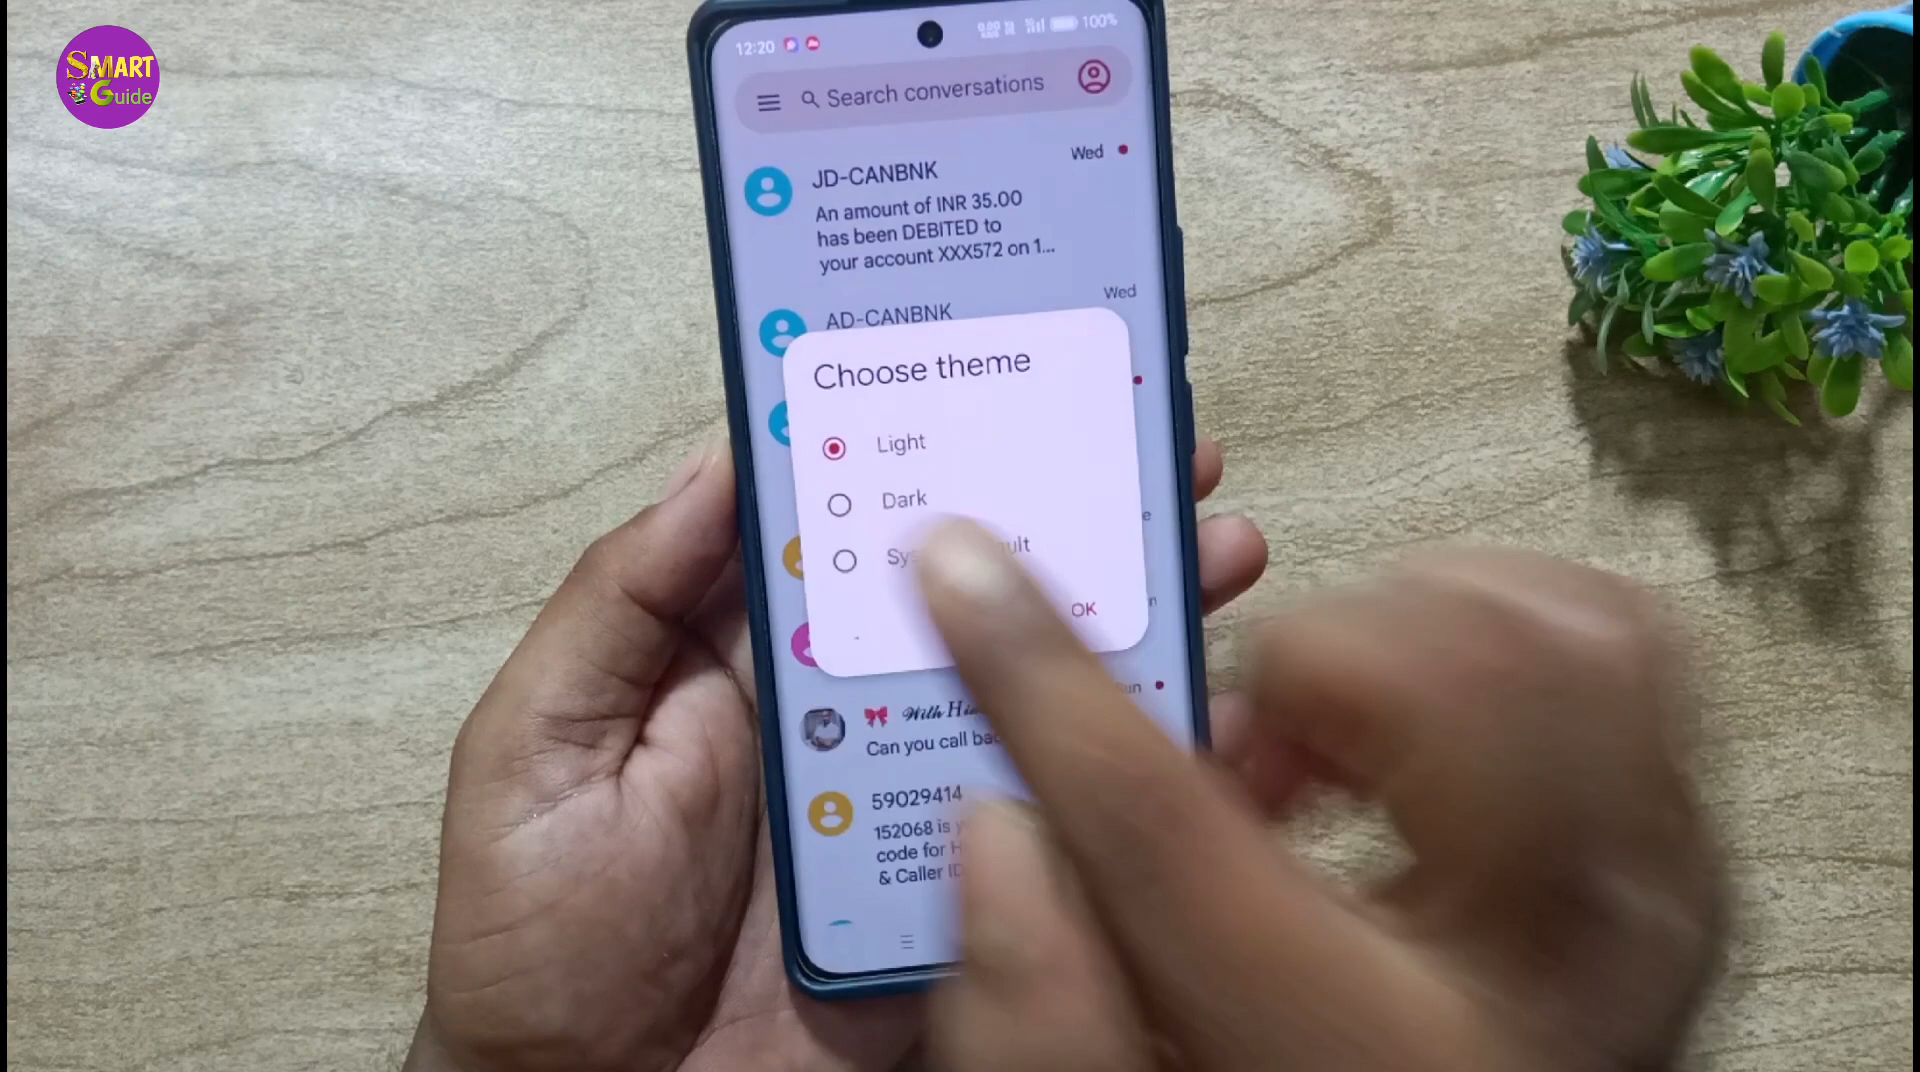 SMART
Guide
12:20
100%
Search conversations
JD-CANBNK
Wed
An amount of INR 35.00
has been DEBITED to
your account XXX572 on 1...
AD-CANBNK
Wed
Choose theme
Light
Dark
OK
With
Can you call
59029414
152068 is
code for
& Caller